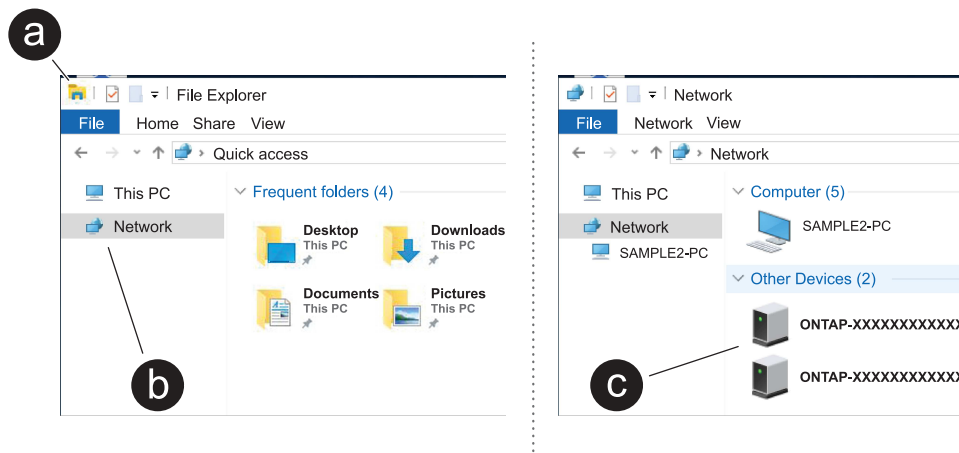 a
File Explorer
File Home Share View
Quick access
This PC
Network
Frequent folders (4)
Desktop
This PC
Downloads
This PC
Documents
This PC
Pictures
This PC
b
Network
File Network View
Network
This PC
Network
SAMPLE2-PC
Computer (5)
SAMPLE2-PC
Other Devices (2)
ONTAP-XXXXXXXXXXXX
ONTAP-XXXXXXXXXXXX
c